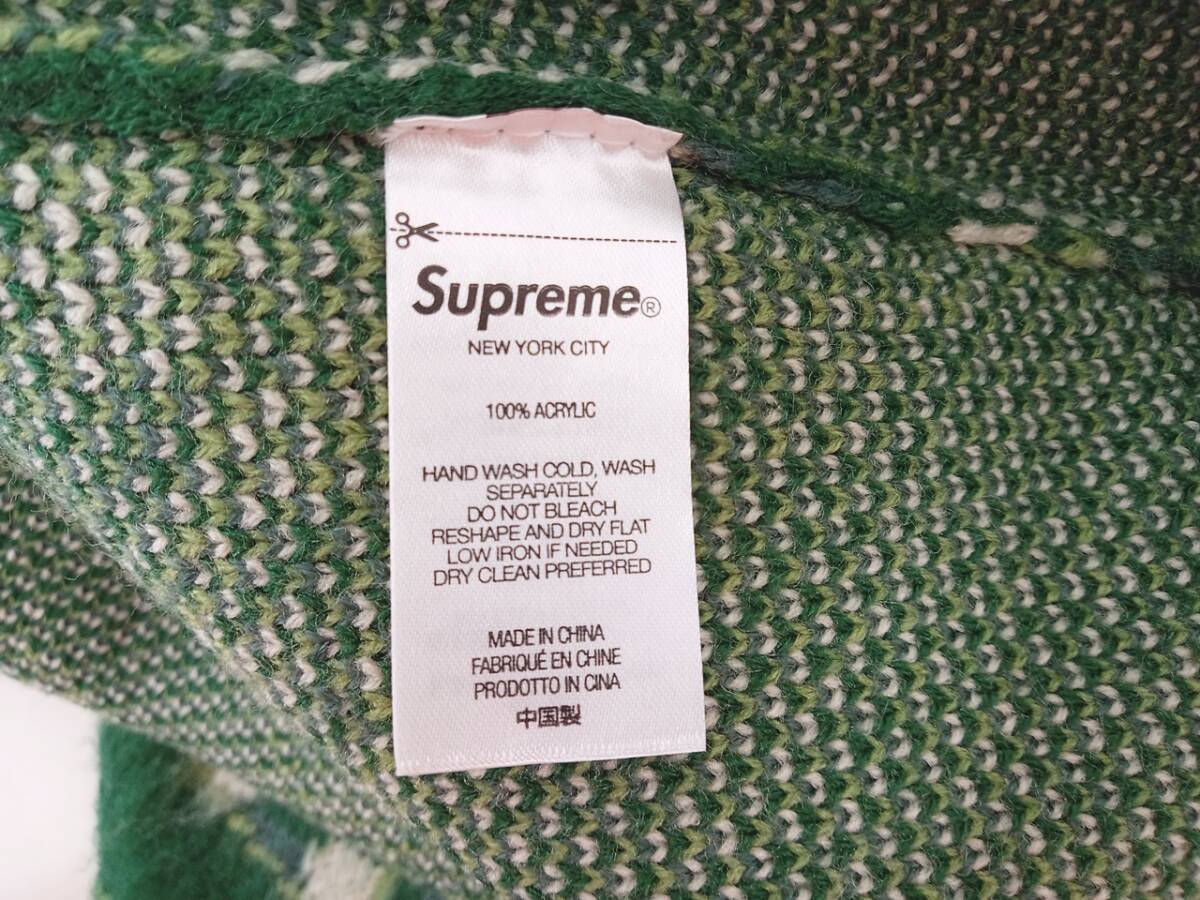 Supreme®
NEW YORK CITY
100% ACRYLIC
HAND WASH COLD, WASH
SEPARATELY
DO NOT BLEACH
RESHAPE AND DRY FLAT
LOW IRON IF NEEDED
DRY CLEAN PREFERRED
MADE IN CHINA
FABRIQUÉ EN CHINE
PRODOTTO IN CINA
中国製